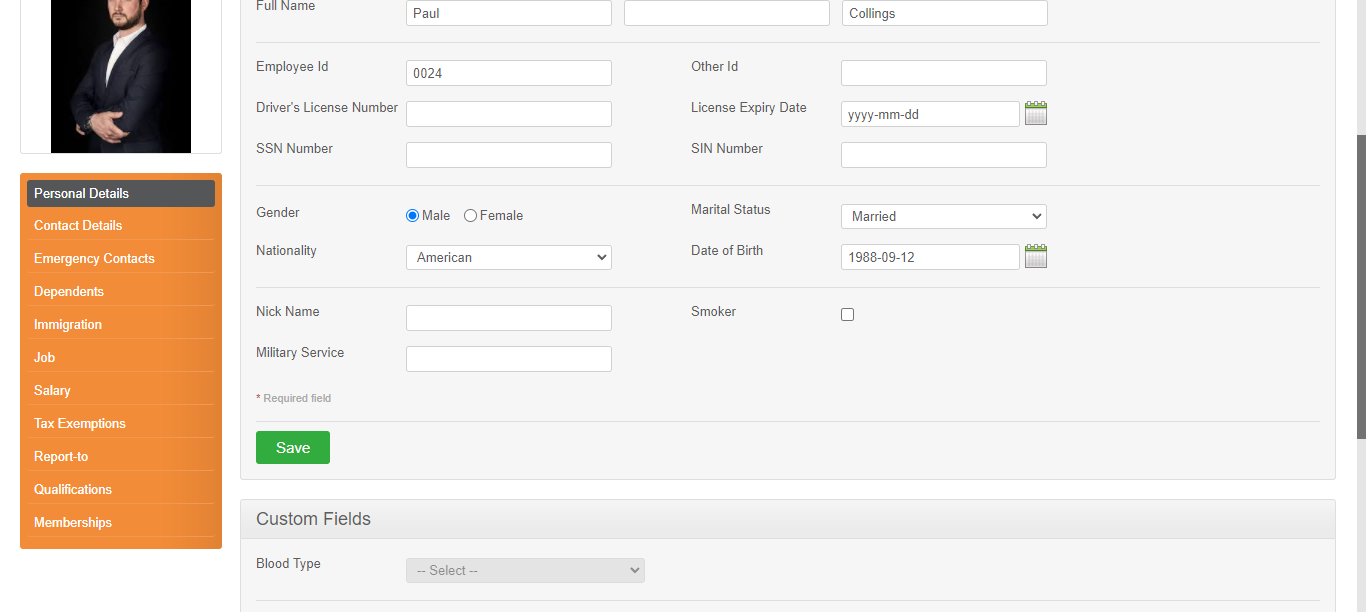 Full Name Paul Collings
Employee Id 0024 Other Id
Driver's License Number License Expiry Date yyyy-mm-dd
SSN Number SIN Number
Personal Details
Contact Details
Emergency Contacts
Dependents
Immigration
Job
Salary
Tax Exemptions
Report-to
Qualifications
Memberships
Gender Male Female Marital Status Married
Nationality American Date of Birth 1988-09-12
Nick Name Smoker
Military Service
* Required field
Save
Custom Fields
Blood Type -- Select --